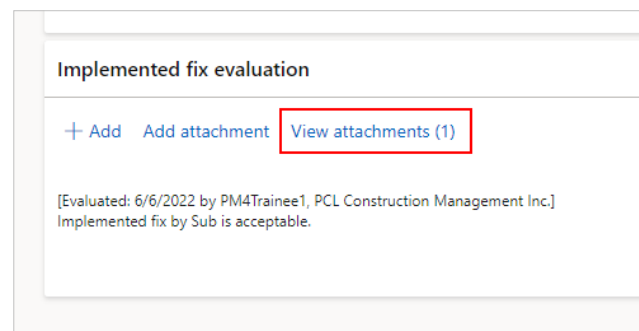 Implemented fix evaluation
+ Add Add attachment View attachments (1)
[Evaluated: 6/6/2022 by PM4Trainee1, PCL Construction Management Inc.]
Implemented fix by Sub is acceptable.